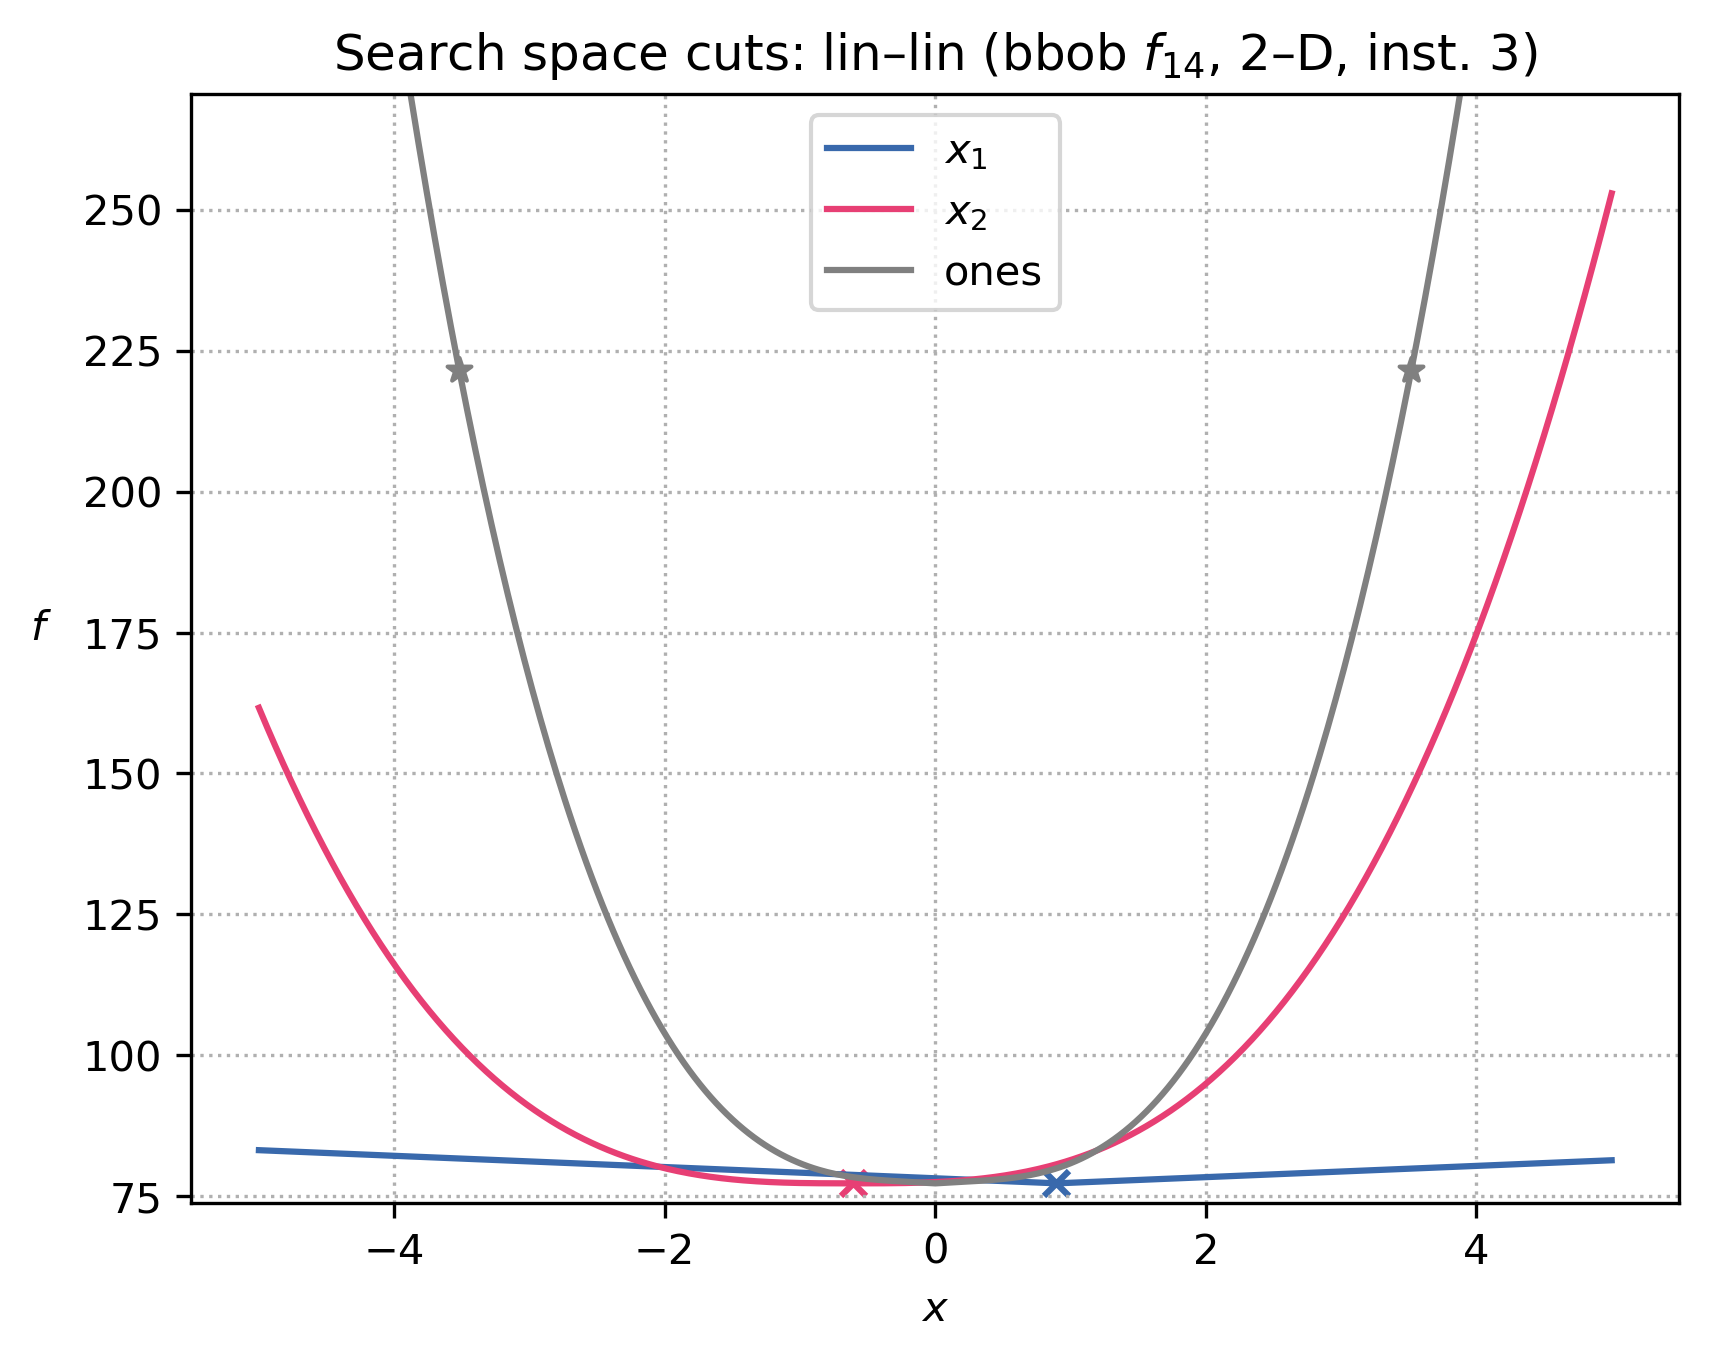 Search space cuts: lin–lin (bbob f₁₄, 2–D, inst. 3)
x₁
x₂
ones
250
225
200
175
150
125
100
75
f
−4
−2
0
2
4
x